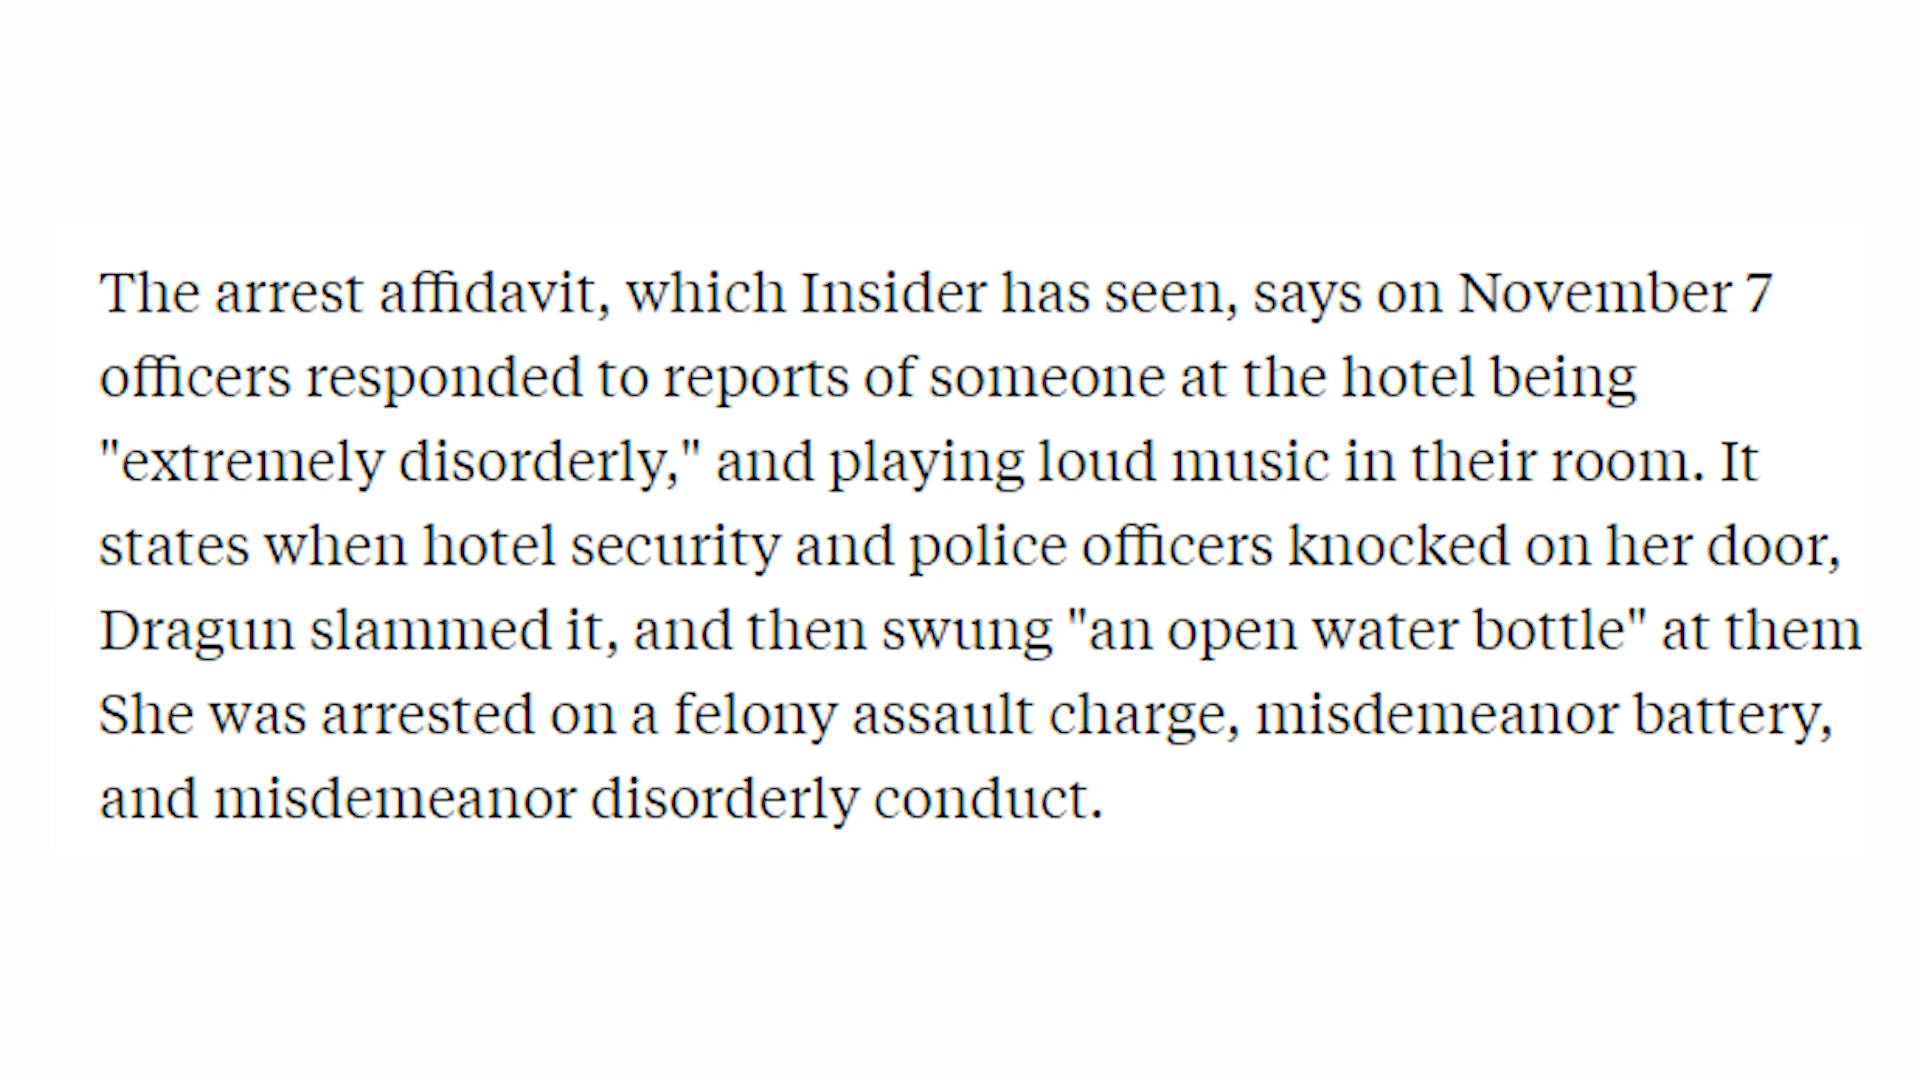 The arrest affidavit, which Insider has seen, says on November 7
officers responded to reports of someone at the hotel being
"extremely disorderly," and playing loud music in their room. It
states when hotel security and police officers knocked on her door,
Dragun slammed it, and then swung "an open water bottle" at them.
She was arrested on a felony assault charge, misdemeanor battery,
and misdemeanor disorderly conduct.